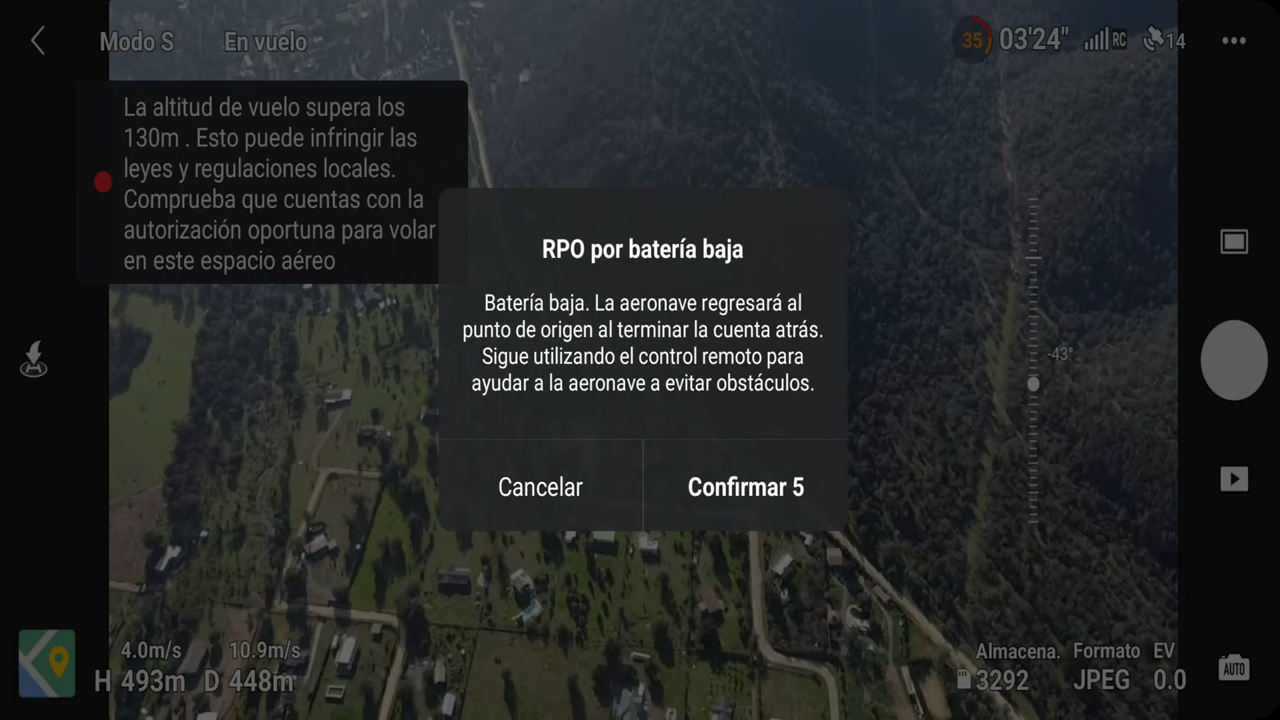 Modo S
En vuelo
35
03'24"
RC
14
La altitud de vuelo supera los
130m . Esto puede infringir las
leyes y regulaciones locales.
Comprueba que cuentas con la
autorización oportuna para volar
en este espacio aéreo
RPO por batería baja
Batería baja. La aeronave regresará al
punto de origen al terminar la cuenta atrás.
Sigue utilizando el control remoto para
ayudar a la aeronave a evitar obstáculos.
-43°
Cancelar
Confirmar 5
4.0m/s 10.9m/s
H 493m D 448m
Almacena. Formato EV
3292 JPEG 0.0
AUTO